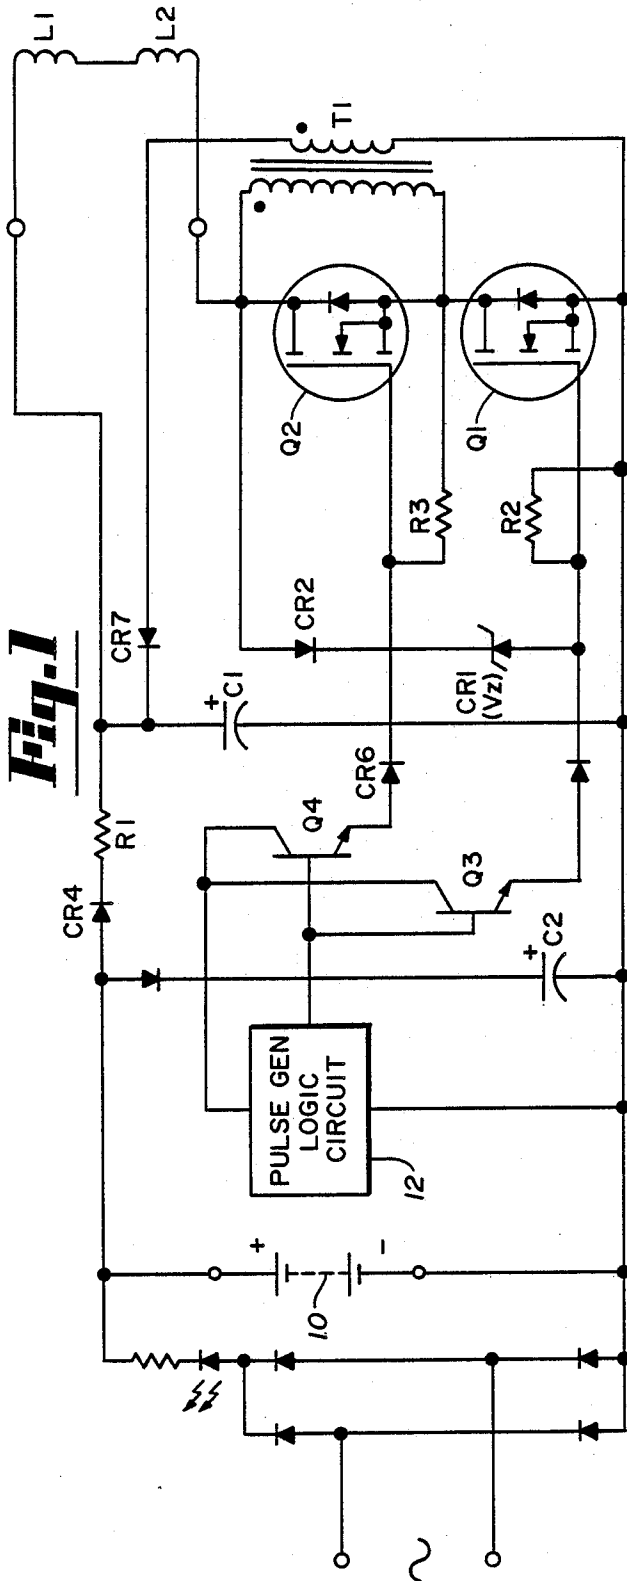 Fig.1
L1
L2
T1
CR7
C1
+
R1
CR4
Q2
Q1
R3
R2
CR2
CR1
(Vz)
CR6
Q4
Q3
+
C2
PULSE GEN
LOGIC
CIRCUIT
12
+
-
10
~